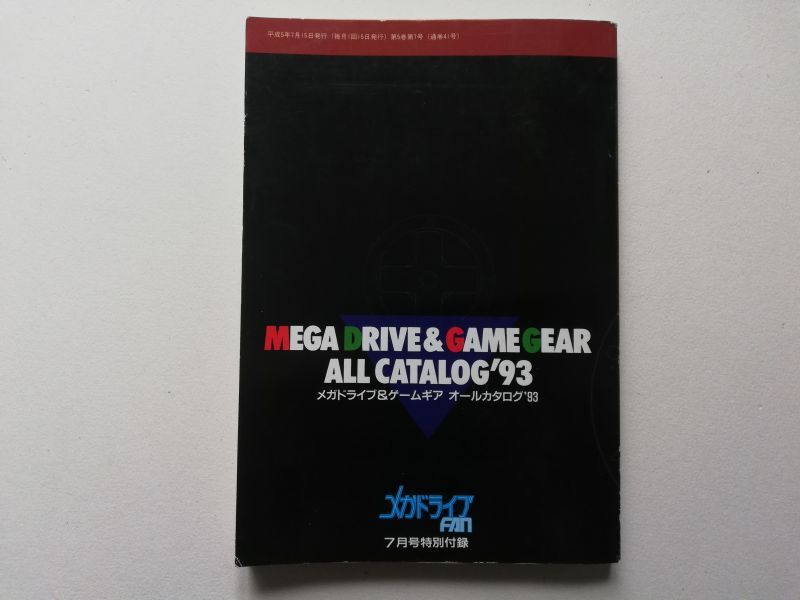 平成5年7月15日発行(毎月1回15日発行)第5巻第7号(通巻41号)
MEGA DRIVE & GAME GEAR
ALL CATALOG'93
メガドライブ&ゲームギア オールカタログ'93
メガドライブ
FAN
7月号特別付録